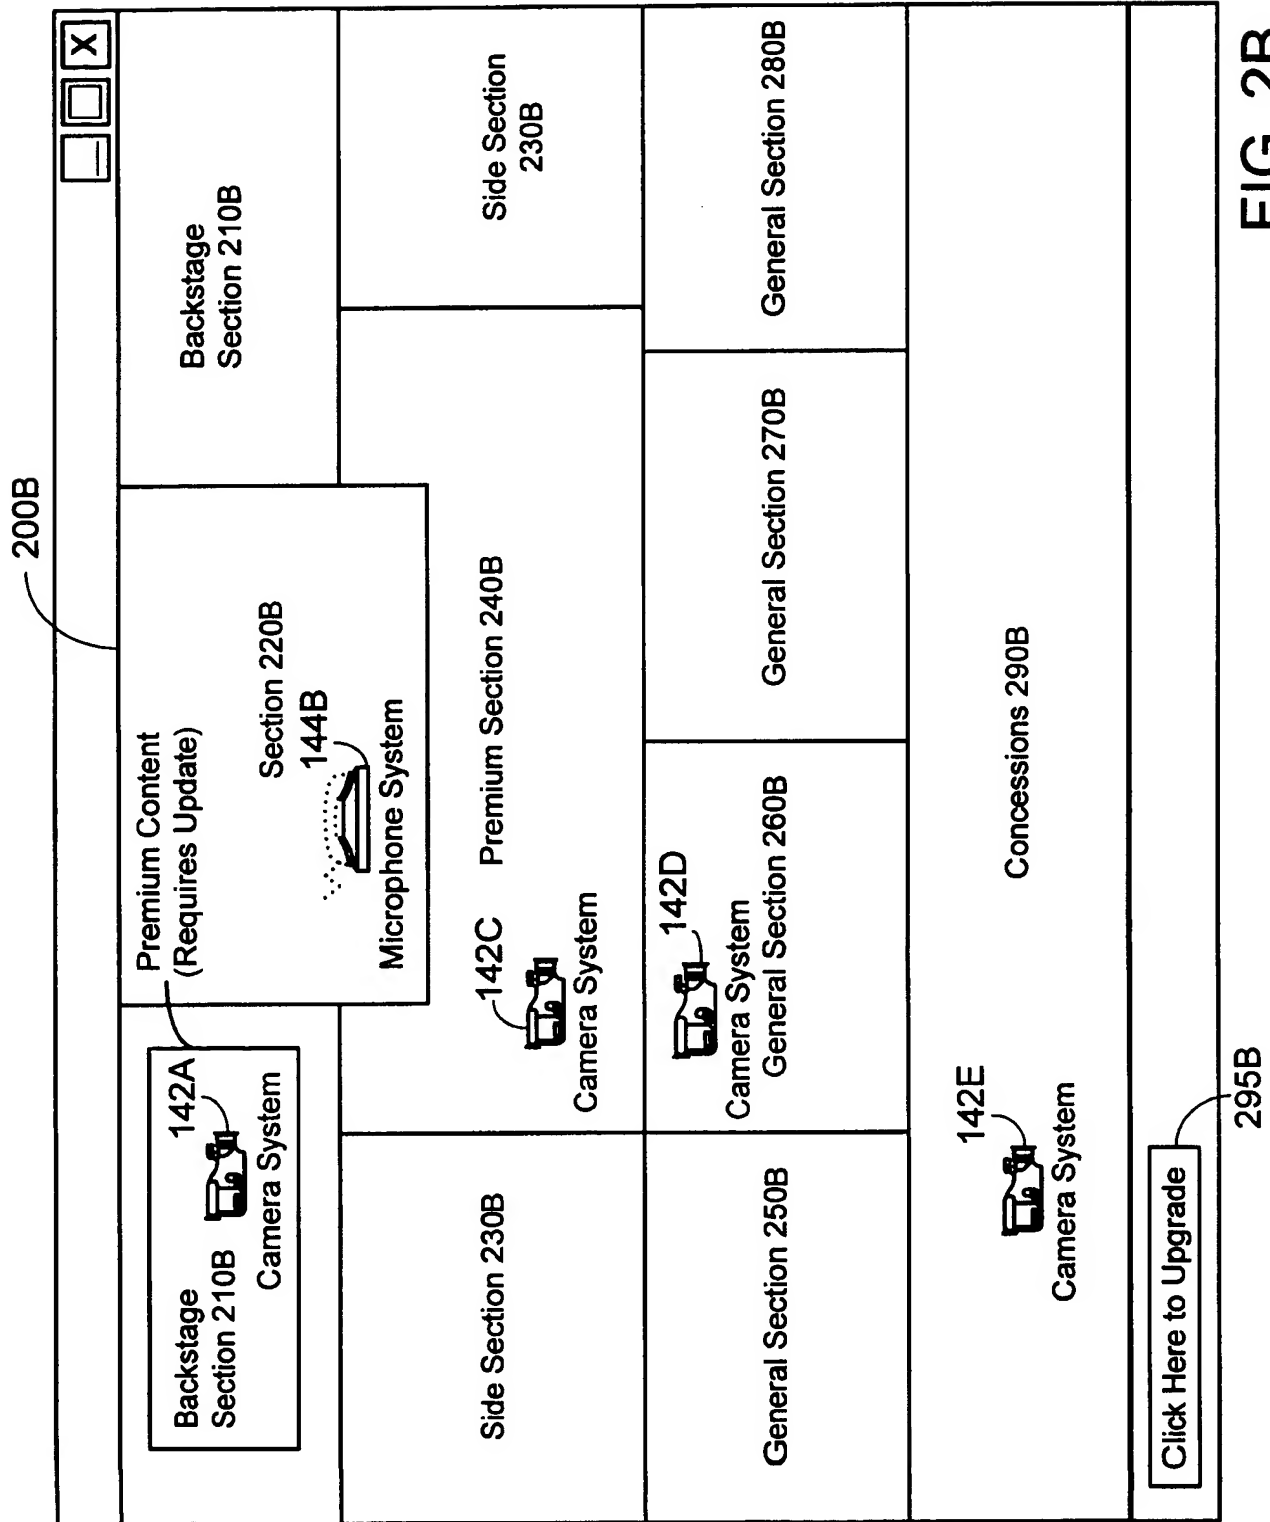 200B
X
Backstage
Section 210B
142A
Camera System
Premium Content
(Requires Update)
Section 220B
144B
Microphone System
Backstage
Section 210B
Side Section 230B
142C
Camera System
Premium Section 240B
Side Section
230B
General Section 250B
142D
Camera System
General Section 260B
General Section 270B
General Section 280B
142E
Camera System
Concessions 290B
Click Here to Upgrade
295B
FIG. 2B